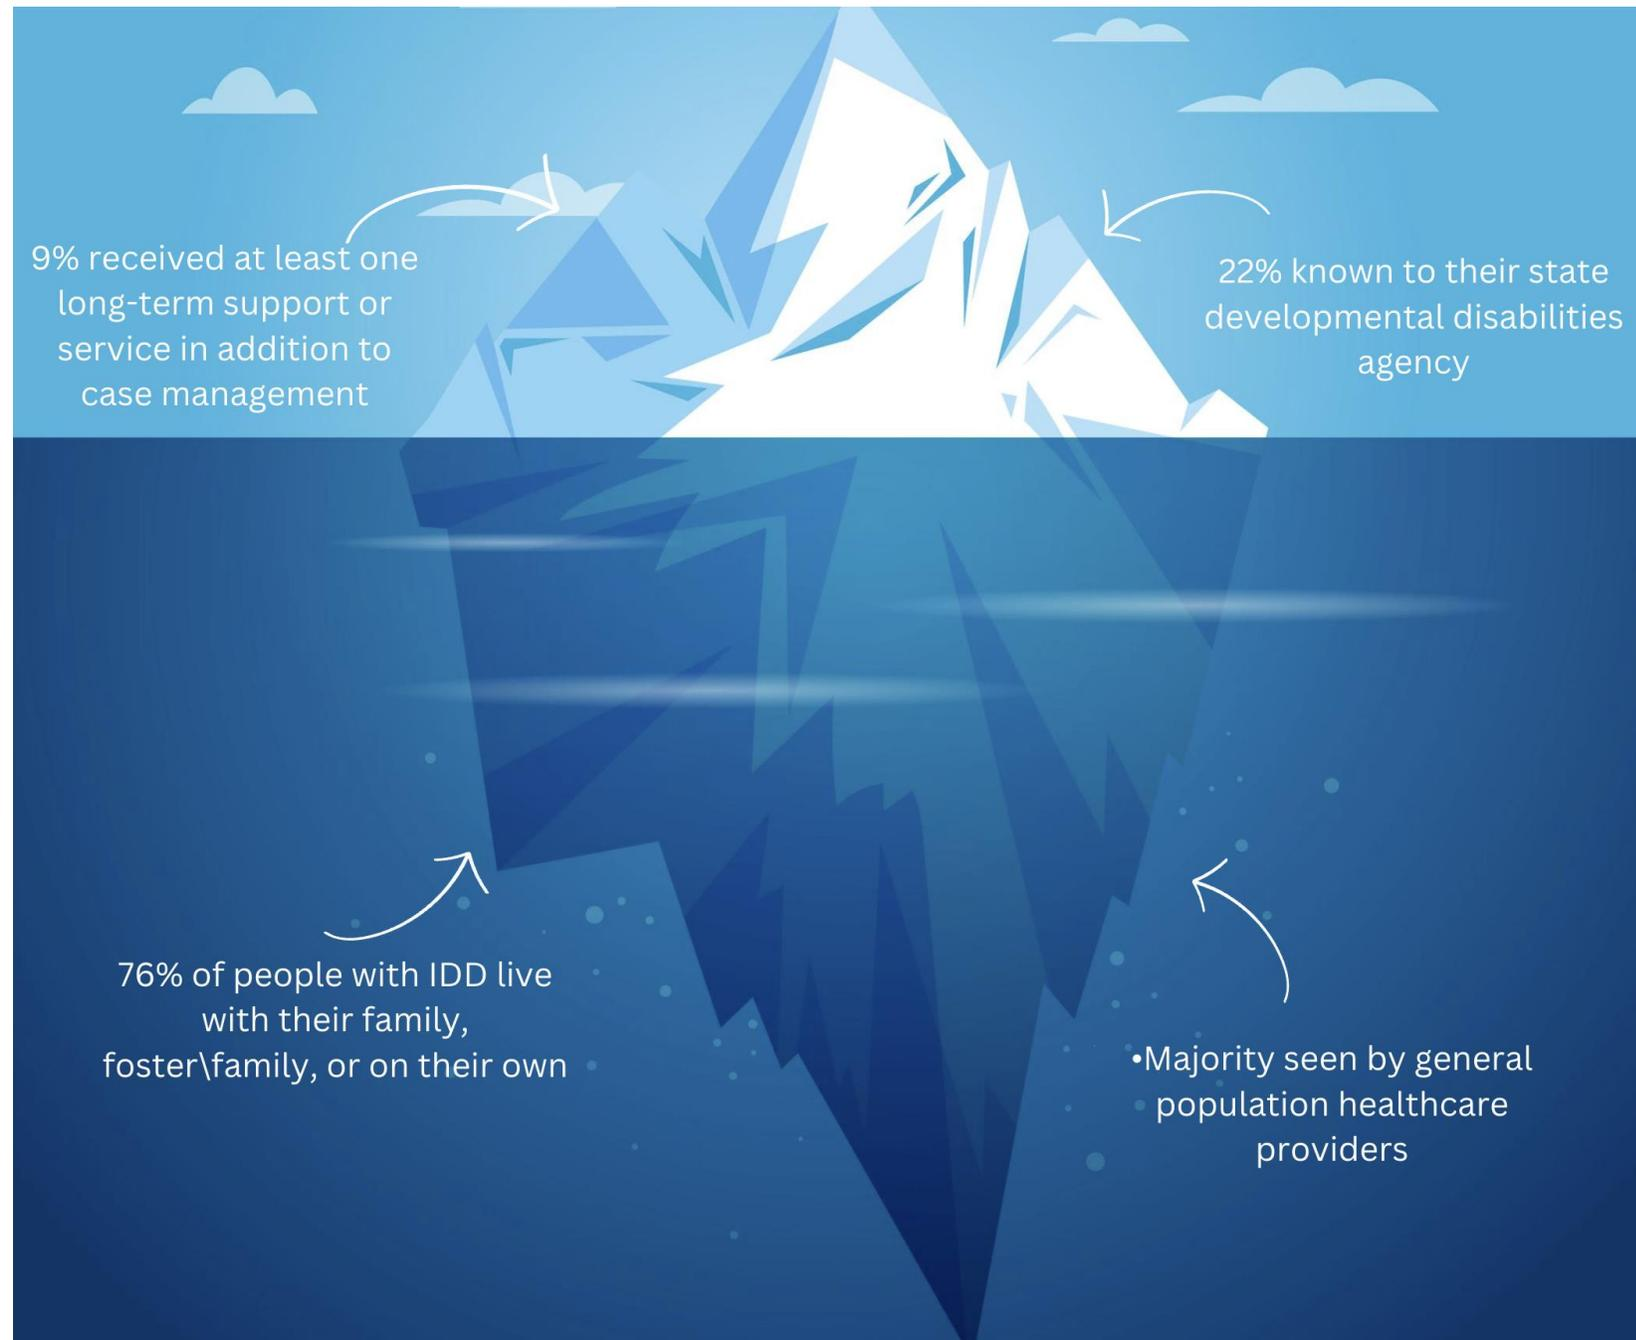 9% received at least one
long-term support or
service in addition to
case management
22% known to their state
developmental disabilities
agency
76% of people with IDD live
with their family,
foster\family, or on their own
•Majority seen by general
population healthcare
providers